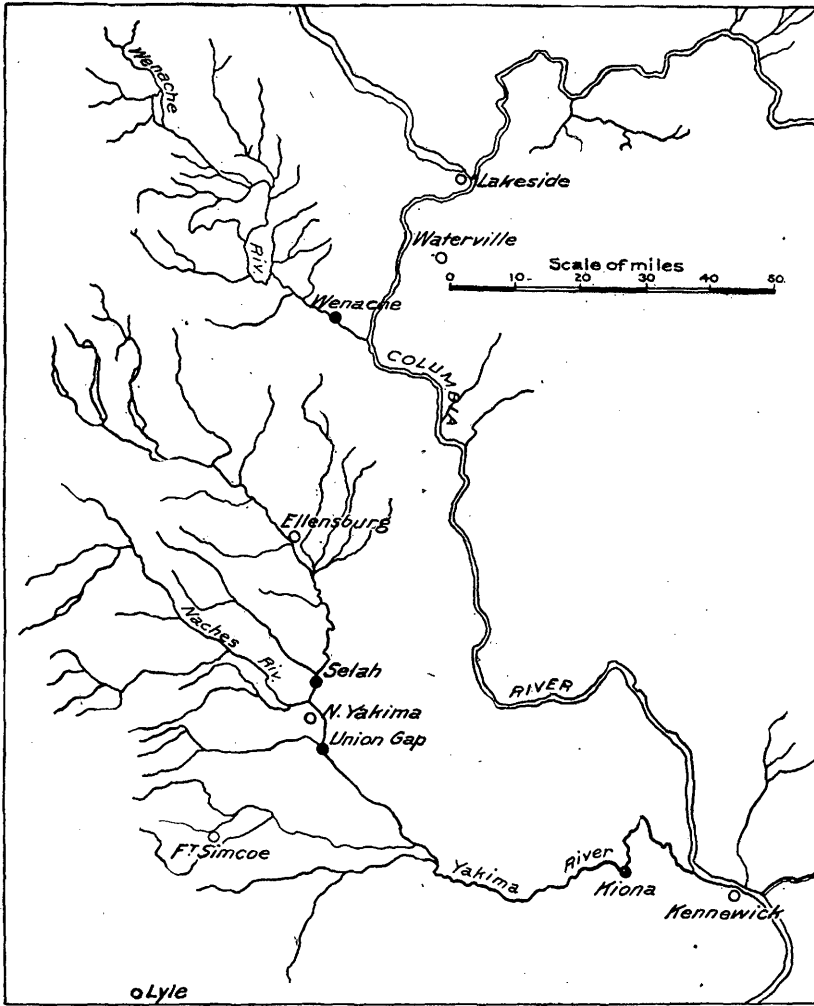 Wenache
Lakeside
Waterville
Riv.
Scale of miles
0 10 20 30 40 50
Wenache
COLUMBIA
Ellensburg
Naches
Riv.
Selah
RIVER
N. Yakima
Union Gap
FT Simcoe
Yakima
River
Kiona
Kennewick
Lyle